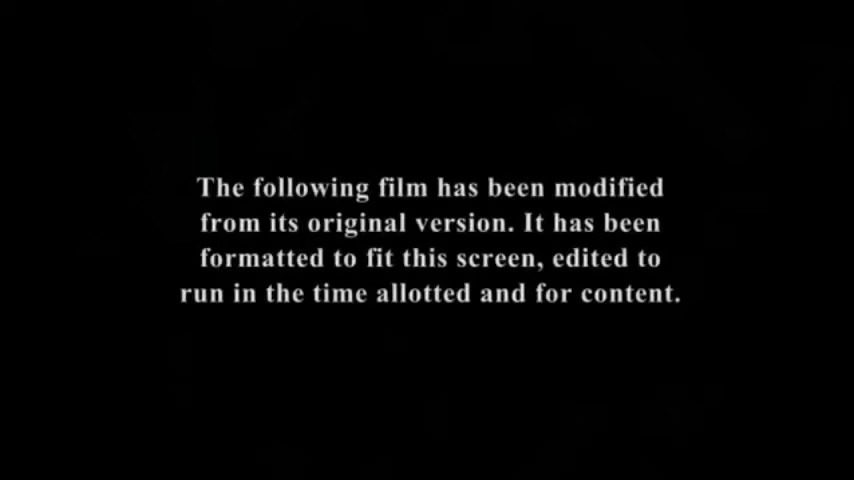 The following film has been modified
from its original version. It has been
formatted to fit this screen, edited to
run in the time allotted and for content.